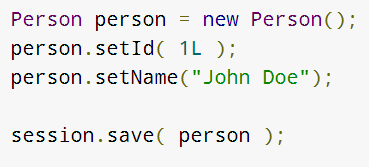 Person person = new Person();
person.setId( 1L );
person.setName("John Doe");
session.save( person );